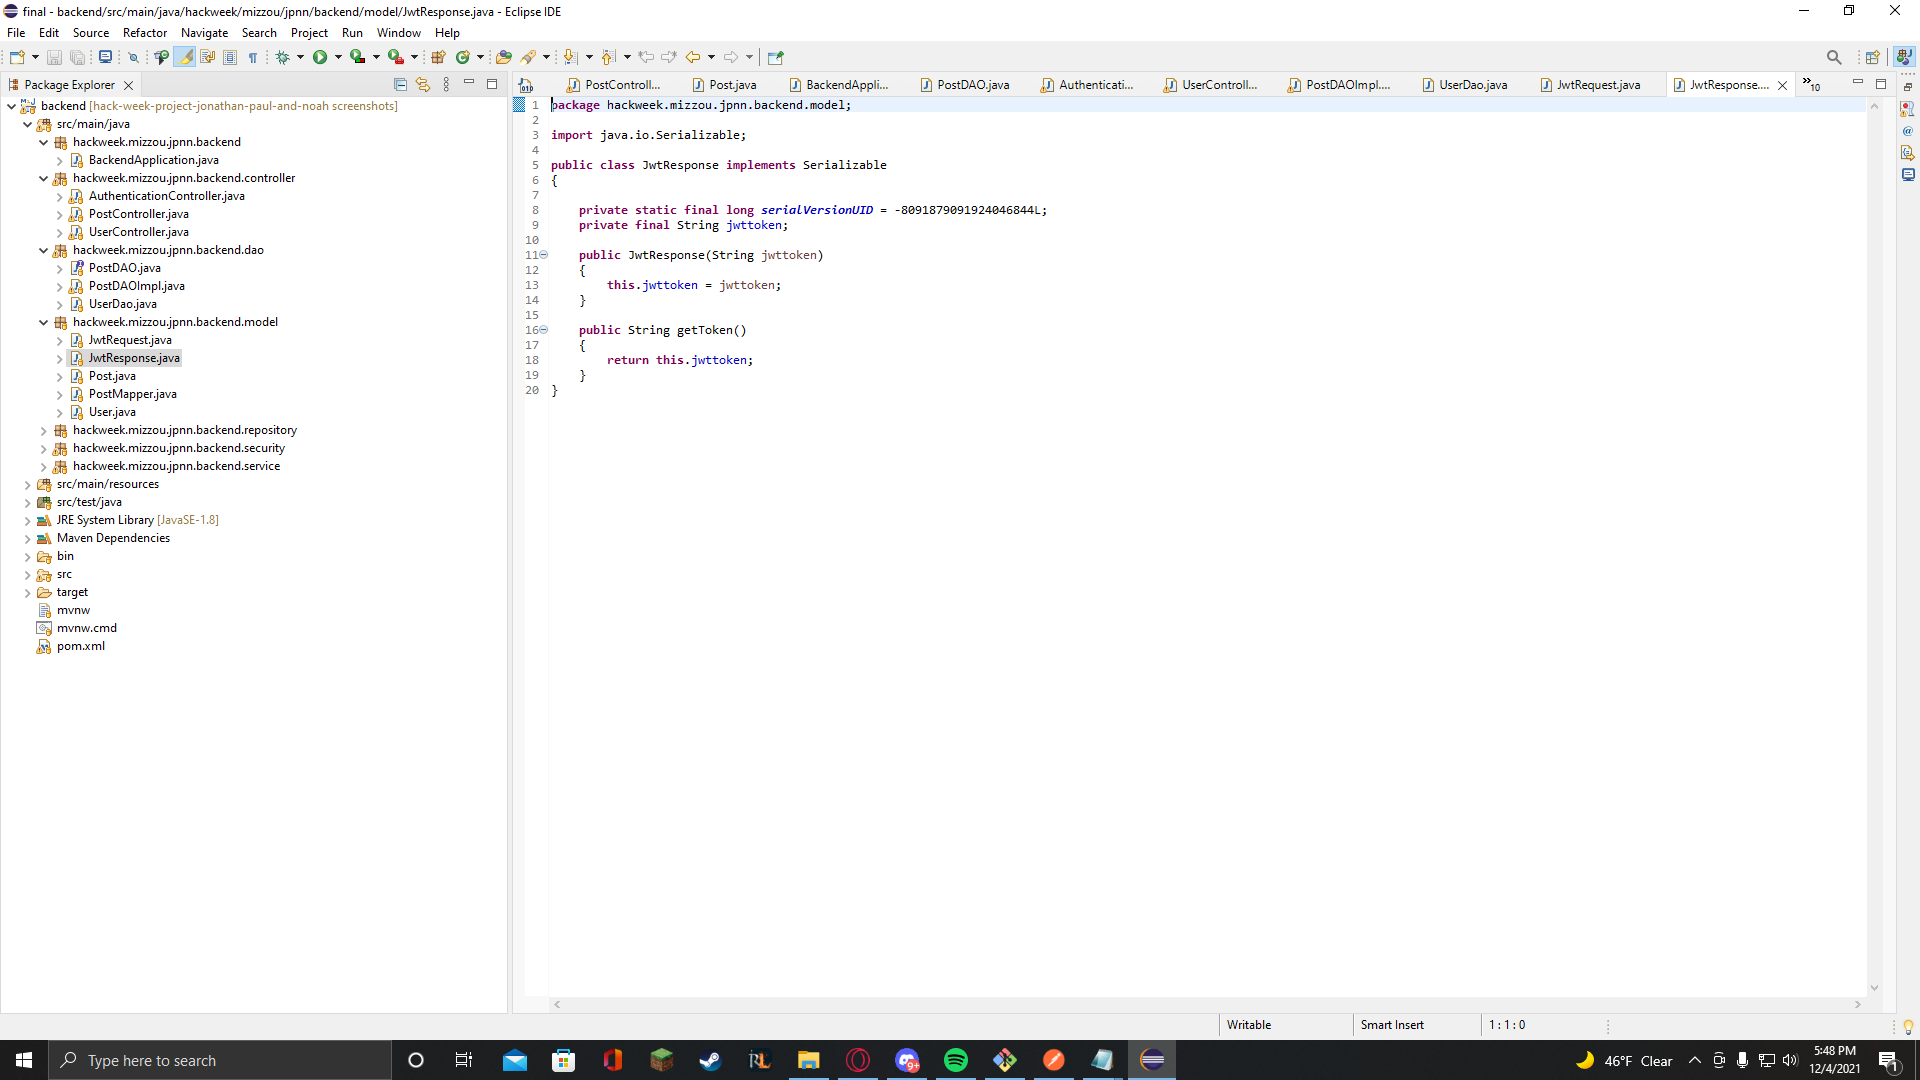 final - backend/src/main/java/hackweek/mizzou/jpnn/backend/model/JwtResponse.java - Eclipse IDE
File Edit Source Refactor Navigate Search Project Run Window Help
Package Explorer
backend [hack-week-project-jonathan-paul-and-noah screenshots]
src/main/java
hackweek.mizzou.jpnn.backend
BackendApplication.java
hackweek.mizzou.jpnn.backend.controller
AuthenticationController.java
PostController.java
UserController.java
hackweek.mizzou.jpnn.backend.dao
PostDAO.java
PostDAOImpl.java
UserDao.java
hackweek.mizzou.jpnn.backend.model
JwtRequest.java
JwtResponse.java
Post.java
PostMapper.java
User.java
hackweek.mizzou.jpnn.backend.repository
hackweek.mizzou.jpnn.backend.security
hackweek.mizzou.jpnn.backend.service
src/main/resources
src/test/java
JRE System Library [JavaSE-1.8]
Maven Dependencies
bin
src
target
mvnw
mvnw.cmd
pom.xml
PostControll... Post.java BackendAppli... PostDAO.java Authenticati... UserControll... PostDAOImpl.... UserDao.java JwtRequest.java JwtResponse.... »10
1 package hackweek.mizzou.jpnn.backend.model;
2
3 import java.io.Serializable;
4
5 public class JwtResponse implements Serializable
6 {
7
8 private static final long serialVersionUID = -8091879091924046844L;
9 private final String jwttoken;
10
11 public JwtResponse(String jwttoken)
12 {
13 this.jwttoken = jwttoken;
14 }
15
16 public String getToken()
17 {
18 return this.jwttoken;
19 }
20 }
Writable Smart Insert 1 : 1 : 0
Type here to search
9+
46°F Clear
5:48 PM
12/4/2021
1